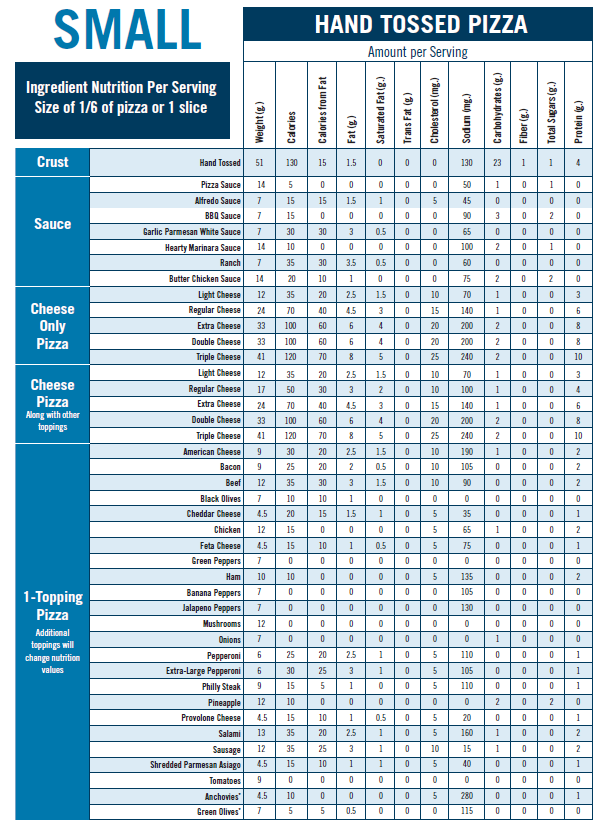 SMALL
HAND TOSSED PIZZA
Amount per Serving
Ingredient Nutrition Per Serving
Size of 1/6 of pizza or 1 slice
Weight (g.) Calories Calories from Fat Fat (g.) Saturated Fat (g.) Trans Fat (g.) Cholesterol (mg.) Sodium (mg.) Carbohydrates (g.) Fiber (g.) Total Sugars (g.) Protein (g.)
Crust
Hand Tossed 51 130 15 1.5 0 0 0 130 23 1 1 4
Sauce
Pizza Sauce 14 5 0 0 0 0 0 50 1 0 1 0
Alfredo Sauce 7 15 15 1.5 1 0 5 45 0 0 0 0
BBQ Sauce 7 15 0 0 0 0 0 90 3 0 2 0
Garlic Parmesan White Sauce 7 30 30 3 0.5 0 0 65 0 0 0 0
Hearty Marinara Sauce 14 10 0 0 0 0 0 100 2 0 1 0
Ranch 7 35 30 3.5 0.5 0 0 60 0 0 0 0
Butter Chicken Sauce 14 20 10 1 0 0 0 75 2 0 2 0
Cheese
Only
Pizza
Light Cheese 12 35 20 2.5 1.5 0 10 70 1 0 0 3
Regular Cheese 24 70 40 4.5 3 0 15 140 1 0 0 6
Extra Cheese 33 100 60 6 4 0 20 200 2 0 0 8
Double Cheese 33 100 60 6 4 0 20 200 2 0 0 8
Triple Cheese 41 120 70 8 5 0 25 240 2 0 0 10
Cheese
Pizza
Along with other
toppings
Light Cheese 12 35 20 2.5 1.5 0 10 70 1 0 0 3
Regular Cheese 17 50 30 3 2 0 10 100 1 0 0 4
Extra Cheese 24 70 40 4.5 3 0 15 140 1 0 0 6
Double Cheese 33 100 60 6 4 0 20 200 2 0 0 8
Triple Cheese 41 120 70 8 5 0 25 240 2 0 0 10
1-Topping
Pizza
Additional
toppings will
change nutrition
values
American Cheese 9 30 20 2.5 1.5 0 10 190 1 0 0 2
Bacon 9 25 20 2 0.5 0 10 105 0 0 0 2
Beef 12 35 30 3 1.5 0 10 90 0 0 0 2
Black Olives 7 10 10 1 0 0 0 0 0 0 0 0
Cheddar Cheese 4.5 20 15 1.5 1 0 5 35 0 0 0 1
Chicken 12 15 0 0 0 0 5 65 1 0 0 2
Feta Cheese 4.5 15 10 1 0.5 0 5 75 0 0 0 1
Green Peppers 7 0 0 0 0 0 0 0 0 0 0 0
Ham 10 10 0 0 0 0 5 135 0 0 0 2
Banana Peppers 7 0 0 0 0 0 0 105 0 0 0 0
Jalapeno Peppers 7 0 0 0 0 0 0 130 0 0 0 0
Mushrooms 12 0 0 0 0 0 0 0 0 0 0 0
Onions 7 0 0 0 0 0 0 0 1 0 0 0
Pepperoni 6 25 20 2.5 1 0 5 110 0 0 0 1
Extra-Large Pepperoni 6 30 25 3 1 0 5 105 0 0 0 1
Philly Steak 9 15 5 1 0 0 5 110 0 0 0 1
Pineapple 12 10 0 0 0 0 0 0 2 0 2 0
Provolone Cheese 4.5 15 10 1 0.5 0 5 20 0 0 0 1
Salami 13 35 20 2.5 1 0 5 160 1 0 0 2
Sausage 12 35 25 3 1 0 10 15 1 0 0 2
Shredded Parmesan Asiago 4.5 15 10 1 1 0 5 40 0 0 0 1
Tomatoes 9 0 0 0 0 0 0 0 0 0 0 0
Anchovies* 4.5 10 0 0 0 0 5 280 0 0 0 1
Green Olives* 7 5 5 0.5 0 0 0 115 0 0 0 0